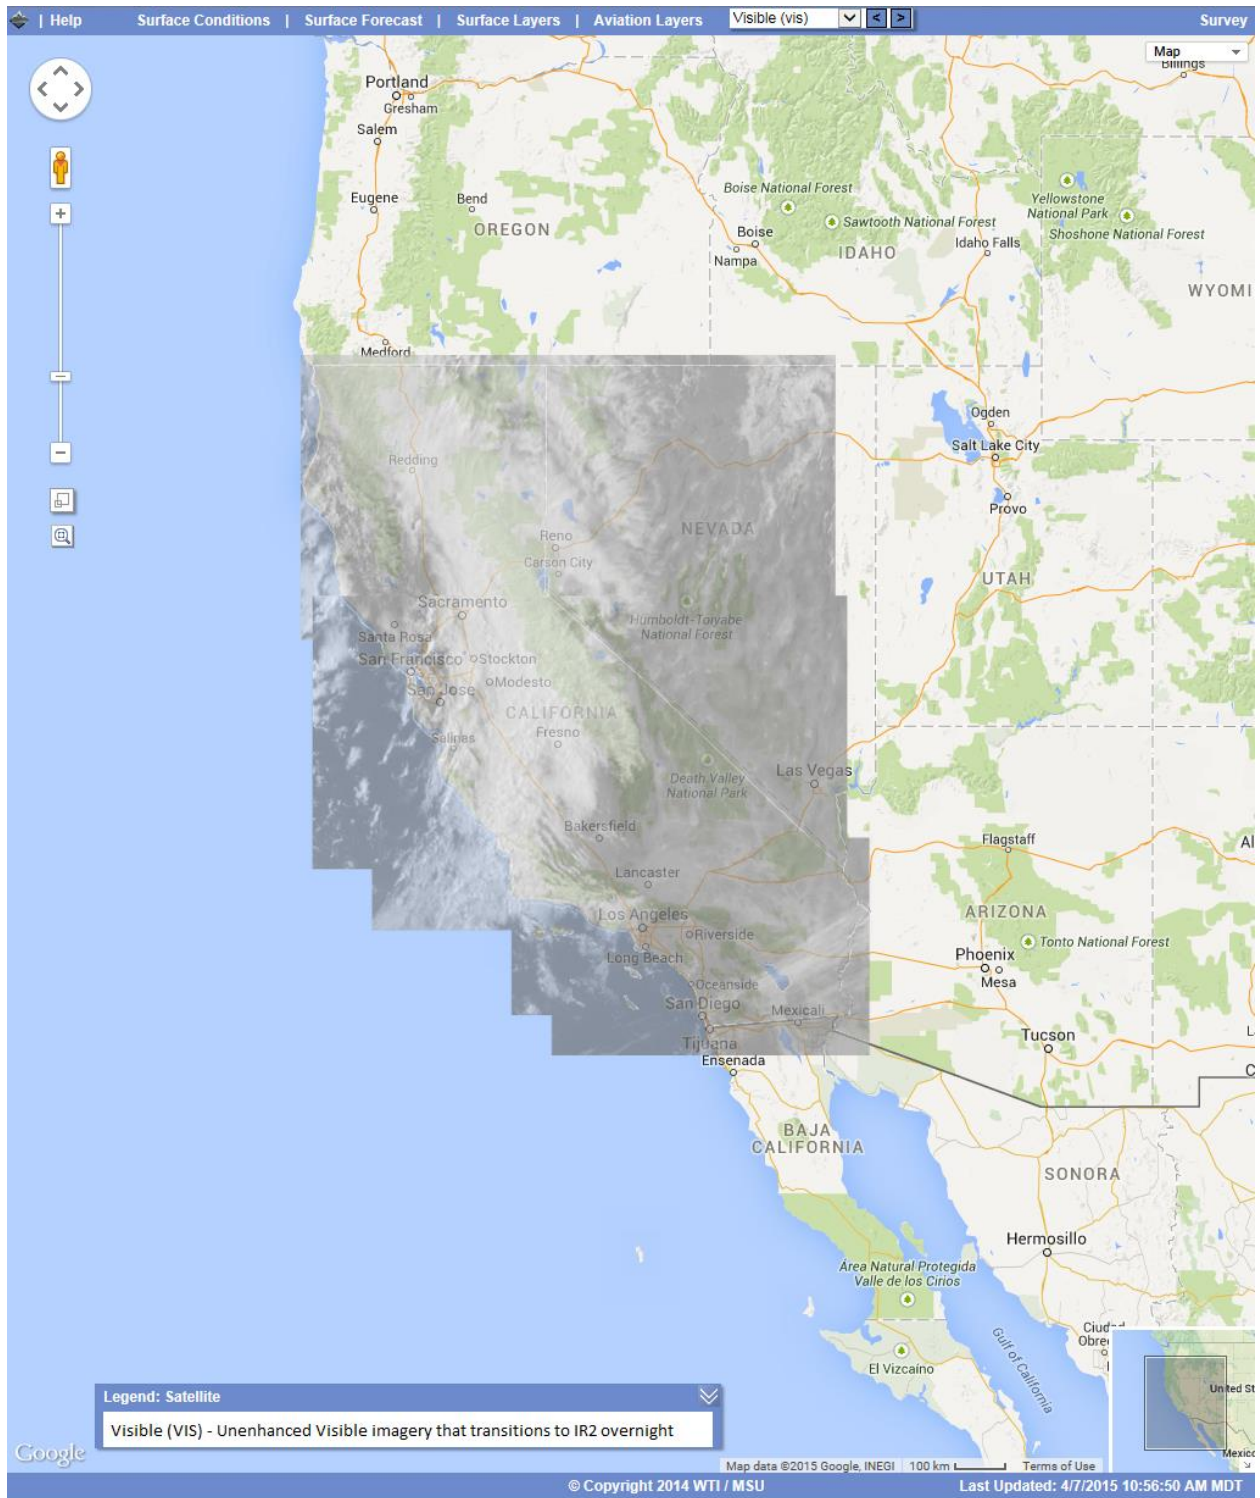 | Help Surface Conditions | Surface Forecast | Surface Layers | Aviation Layers Visible (vis) < > Survey
Map
Billings
Portland
Gresham
Salem
Eugene
Bend
OREGON
Boise National Forest
Sawtooth National Forest
Boise
Nampa
IDAHO
Idaho Falls
Yellowstone
National Park
Shoshone National Forest
WYOMI
Medford
Ogden
Salt Lake City
Provo
Redding
NEVADA
Reno
Carson City
UTAH
Sacramento
Humboldt-Toiyabe
National Forest
Santa Rosa
San Francisco
Stockton
Modesto
San Jose
CALIFORNIA
Salinas
Fresno
Death Valley
National Park
Las Vegas
Bakersfield
Flagstaff
Al
Lancaster
Los Angeles
Riverside
Long Beach
ARIZONA
Tonto National Forest
Phoenix
Mesa
Oceanside
San Diego
Mexicali
Tijuana
Tucson
L
Ensenada
C
BAJA
CALIFORNIA
SONORA
Hermosillo
Área Natural Protegida
Valle de los Cirios
Gulf of California
Ciudad
Obre
El Vizcaíno
United St
Mexico
Legend: Satellite
Visible (VIS) - Unenhanced Visible imagery that transitions to IR2 overnight
Google
Map data ©2015 Google, INEGI 100 km Terms of Use
© Copyright 2014 WTI / MSU Last Updated: 4/7/2015 10:56:50 AM MDT